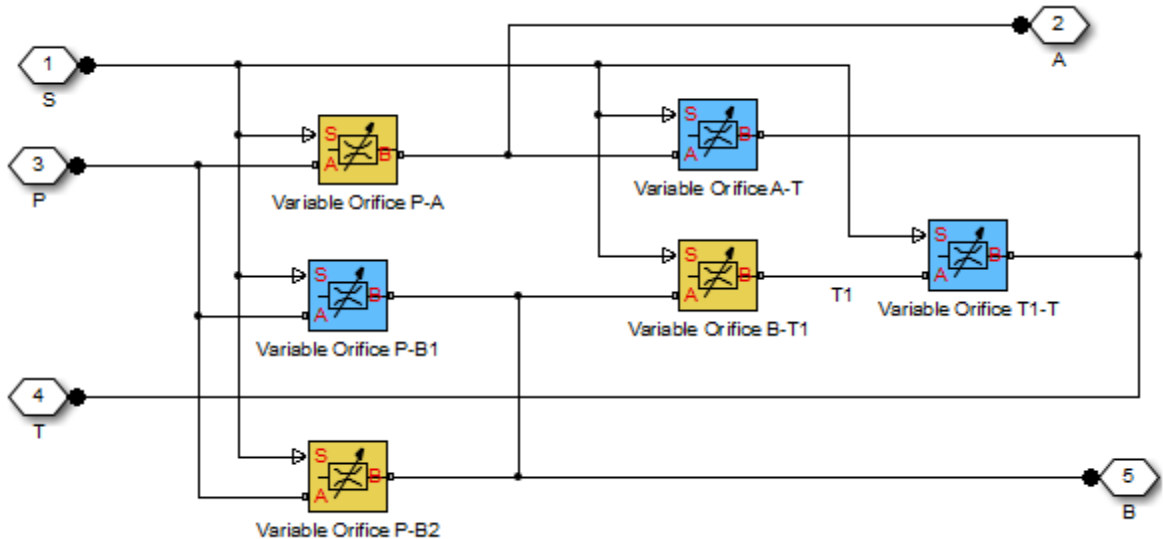 2
A
1
S
S
A
B
Variable Orifice P-A
S
A
B
Variable Orifice A-T
3
P
S
A
B
Variable Orifice P-B1
S
A
B
Variable Orifice B-T1
T1
S
A
B
Variable Orifice T1-T
4
T
S
A
B
Variable Orifice P-B2
5
B